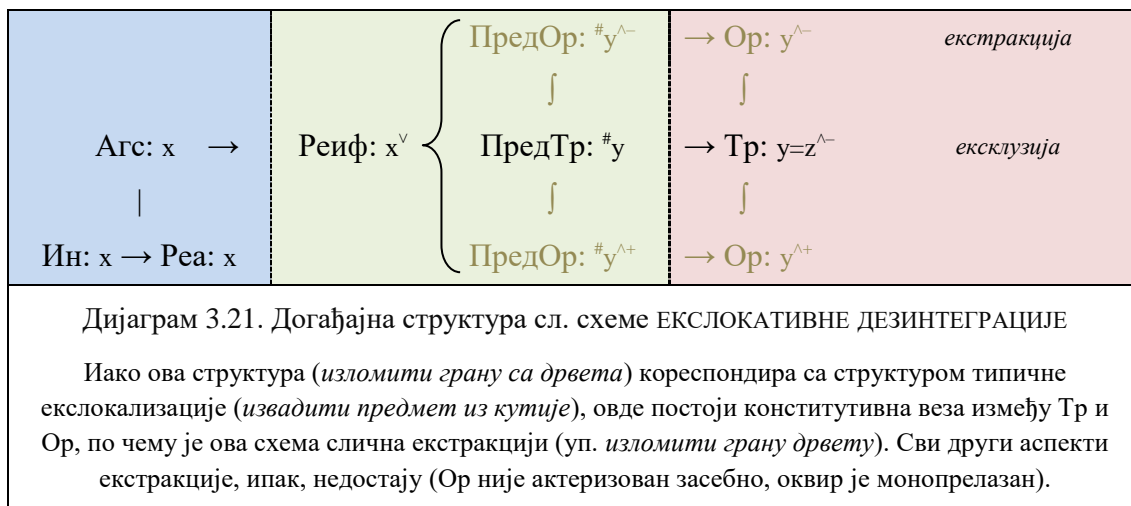 ПредОр: #y^– → Ор: y^– екстракција
∫ ∫
Агс: x → Реиф: x˅ { ПредТр: #y → Тр: y=z^– ексклузија
| ∫ ∫
Ин: x → Реа: x ПредОр: #y^+ → Ор: y^+
Дијаграм 3.21. Догађајна структура сл. схеме ЕКСЛОКАТИВНЕ ДЕЗИНТЕГРАЦИЈЕ
Иако ова структура (изломити грану са дрвета) кореспондира са структуром типичне
екслокализације (извадити предмет из кутије), овде постоји конститутивна веза између Тр и
Ор, по чему је ова схема слична екстракцији (уп. изломити грану дрвету). Сви други аспекти
екстракције, ипак, недостају (Ор није актеризован засебно, оквир је монопрелазан).